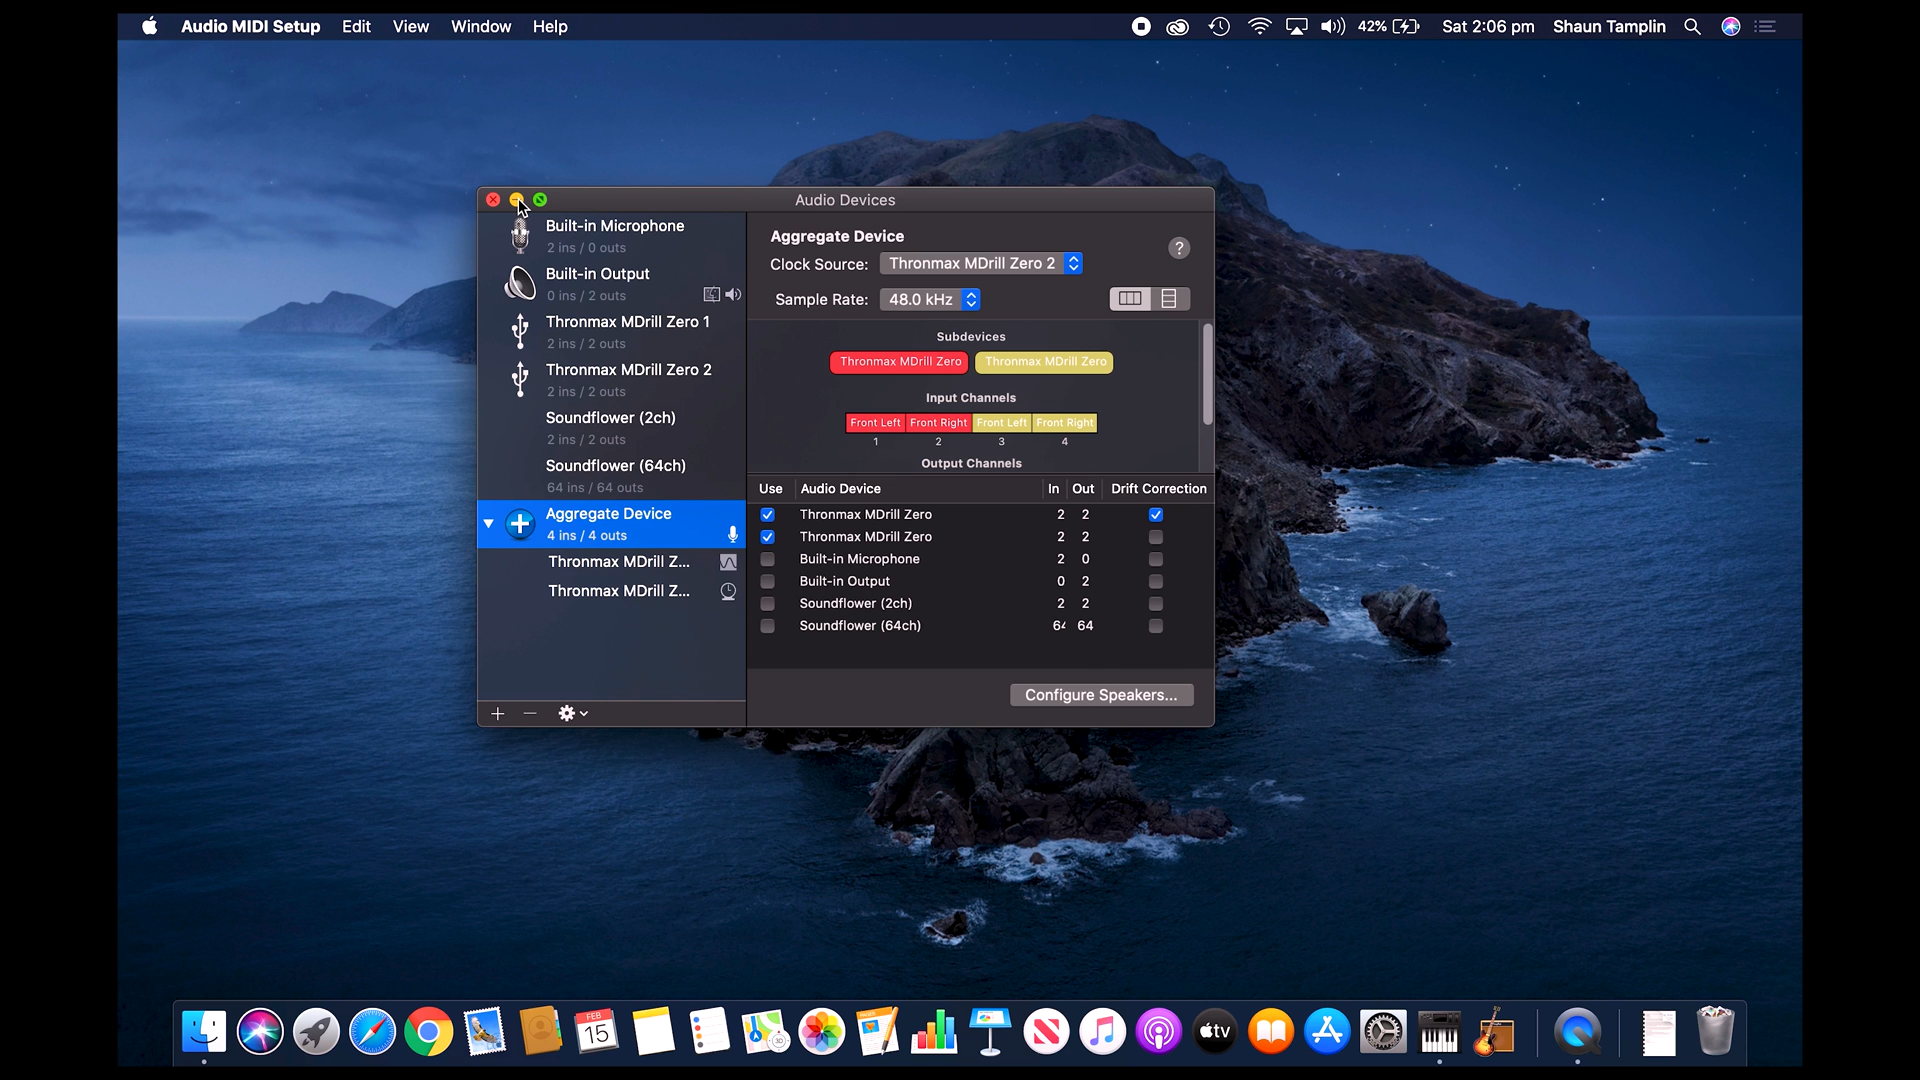 Audio MIDI Setup Edit View Window Help 42% Sat 2:06 pm Shaun Tamplin
Audio Devices
Built-in Microphone
2 ins / 0 outs
Built-in Output
0 ins / 2 outs
Thronmax MDrill Zero 1
2 ins / 2 outs
Thronmax MDrill Zero 2
2 ins / 2 outs
Soundflower (2ch)
2 ins / 2 outs
Soundflower (64ch)
64 ins / 64 outs
Aggregate Device
4 ins / 4 outs
Thronmax MDrill Z...
Thronmax MDrill Z...
Aggregate Device
?
Clock Source: Thronmax MDrill Zero 2
Sample Rate: 48.0 kHz
Subdevices
Thronmax MDrill Zero Thronmax MDrill Zero
Input Channels
Front Left Front Right Front Left Front Right
1 2 3 4
Output Channels
Use Audio Device In Out Drift Correction
Thronmax MDrill Zero 2 2
Thronmax MDrill Zero 2 2
Built-in Microphone 2 0
Built-in Output 0 2
Soundflower (2ch) 2 2
Soundflower (64ch) 64 64
Configure Speakers...
FEB
15
3D
tv